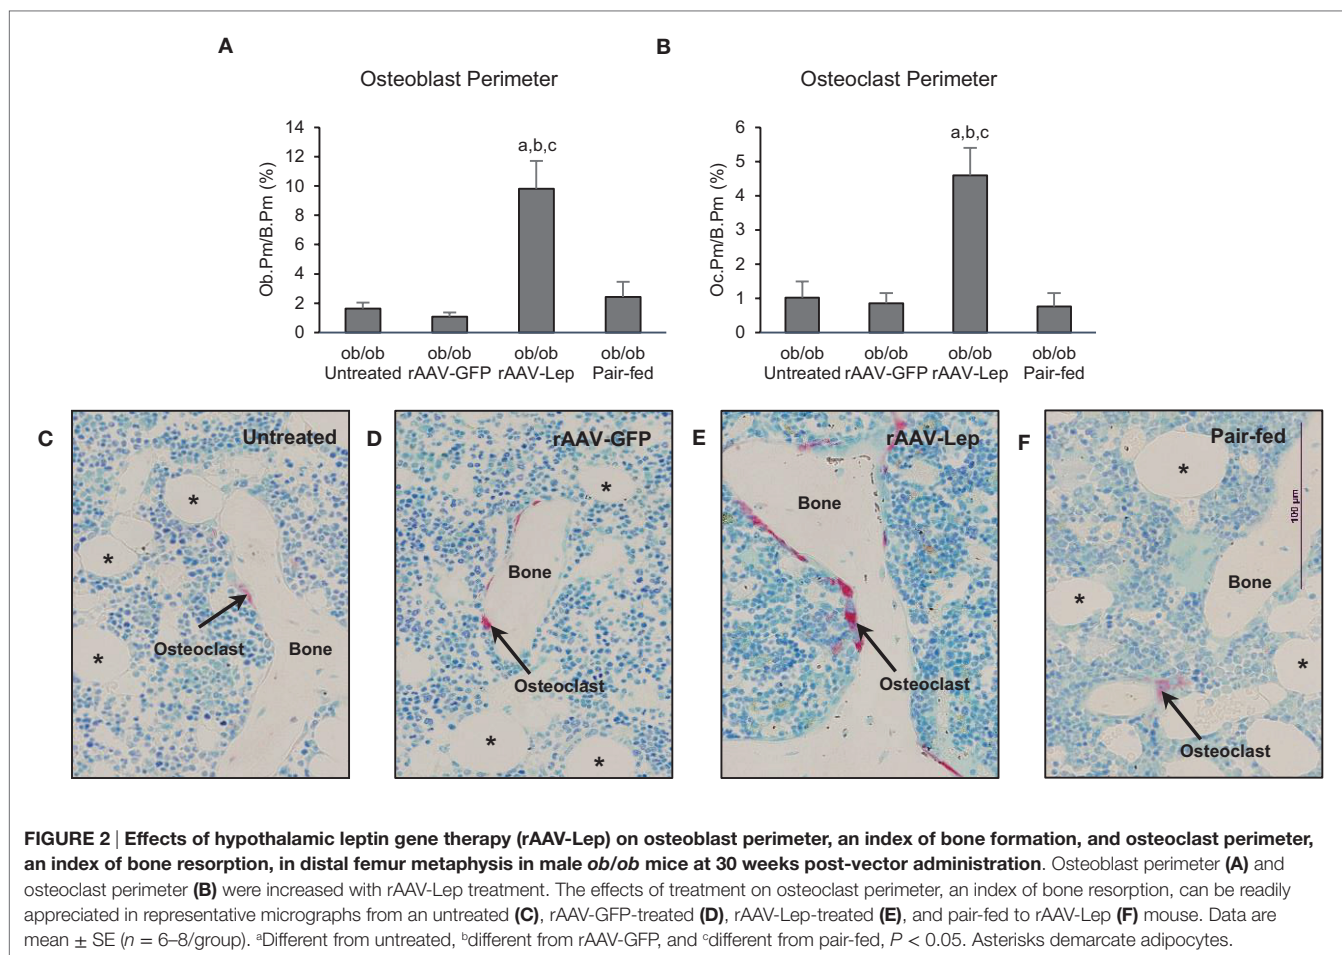 A
B
Osteoblast Perimeter
Osteoclast Perimeter
14
12
10
8
6
4
2
0
Ob.Pm/B.Pm (%)
a,b,c
ob/ob ob/ob ob/ob ob/ob
Untreated rAAV-GFP rAAV-Lep Pair-fed
6
5
4
3
2
1
0
Oc.Pm/B.Pm (%)
a,b,c
ob/ob ob/ob ob/ob ob/ob
Untreated rAAV-GFP rAAV-Lep Pair-fed
C
Untreated
*
*
*
Osteoclast
Bone
D
rAAV-GFP
*
Bone
Osteoclast
*
*
E
rAAV-Lep
Bone
Osteoclast
F
Pair-fed
*
100 µm
Bone
*
*
Osteoclast
FIGURE 2 | Effects of hypothalamic leptin gene therapy (rAAV-Lep) on osteoblast perimeter, an index of bone formation, and osteoclast perimeter,
an index of bone resorption, in distal femur metaphysis in male ob/ob mice at 30 weeks post-vector administration. Osteoblast perimeter (A) and
osteoclast perimeter (B) were increased with rAAV-Lep treatment. The effects of treatment on osteoclast perimeter, an index of bone resorption, can be readily
appreciated in representative micrographs from an untreated (C), rAAV-GFP-treated (D), rAAV-Lep-treated (E), and pair-fed to rAAV-Lep (F) mouse. Data are
mean ± SE (n = 6–8/group). ᵃDifferent from untreated, ᵇdifferent from rAAV-GFP, and ᶜdifferent from pair-fed, P < 0.05. Asterisks demarcate adipocytes.